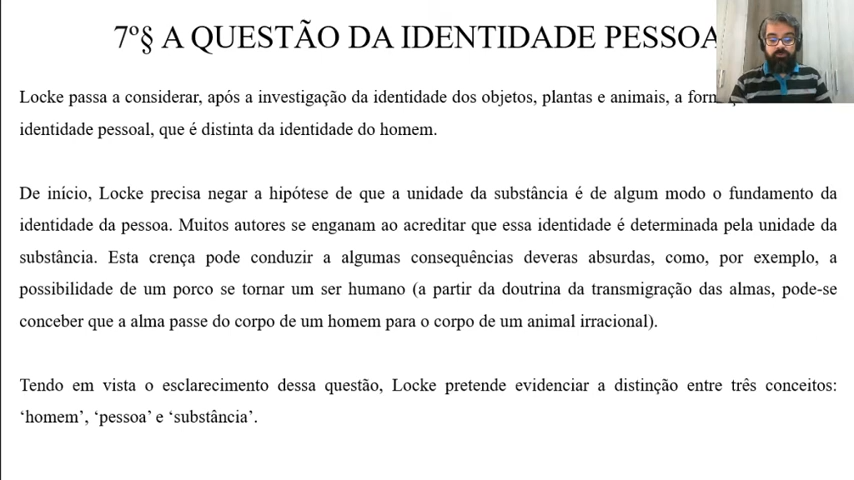 7º§ A QUESTÃO DA IDENTIDADE
Locke passa a considerar, após a investigação da identidade dos objetos, plantas e animais, a
identidade pessoal, que é distinta da identidade do homem.
De início, Locke precisa negar a hipótese de que a unidade da substância é de algum modo o fundamento da
identidade da pessoa. Muitos autores se enganam ao acreditar que essa identidade é determinada pela unidade da
substância. Esta crença pode conduzir a algumas consequências deveras absurdas, como, por exemplo, a
possibilidade de um porco se tornar um ser humano (a partir da doutrina da transmigração das almas, pode-se
conceber que a alma passe do corpo de um homem para o corpo de um animal irracional).
Tendo em vista o esclarecimento dessa questão, Locke pretende evidenciar a distinção entre três conceitos:
‘homem’, ‘pessoa’ e ‘substância’.